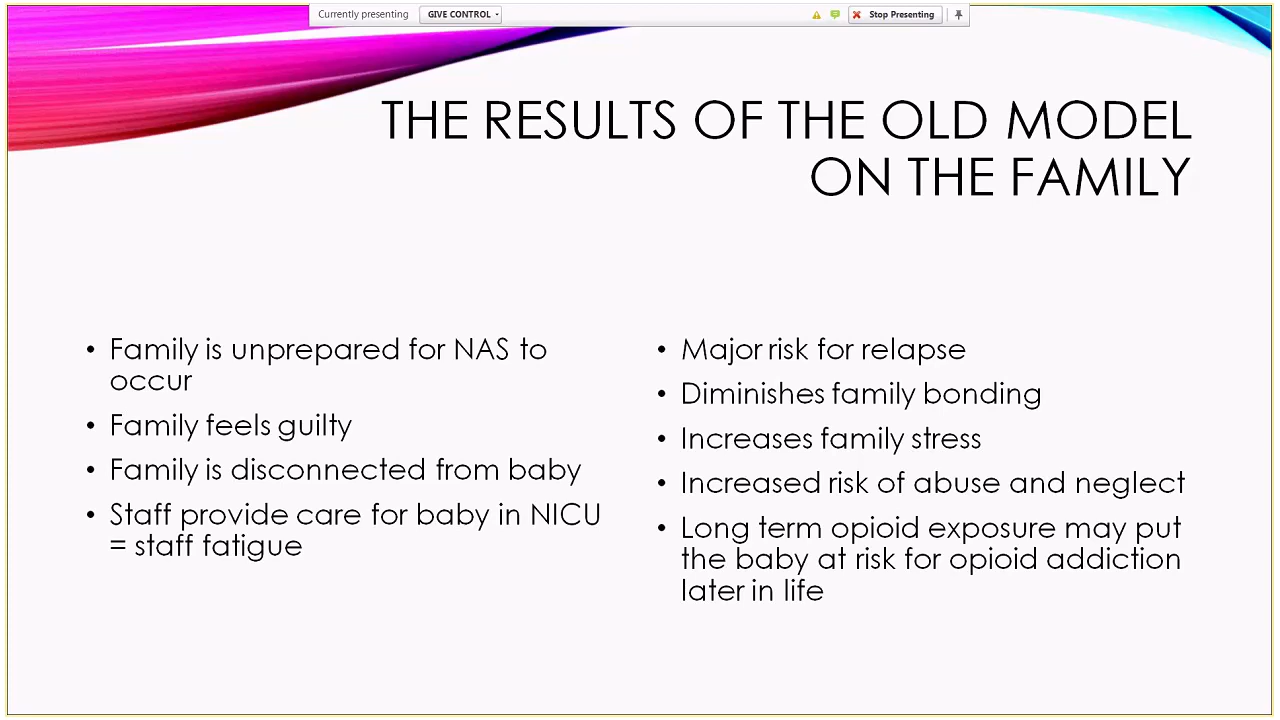 Currently presenting GIVE CONTROL Stop Presenting
THE RESULTS OF THE OLD MODEL
ON THE FAMILY
• Family is unprepared for NAS to
occur
• Family feels guilty
• Family is disconnected from baby
• Staff provide care for baby in NICU
= staff fatigue
• Major risk for relapse
• Diminishes family bonding
• Increases family stress
• Increased risk of abuse and neglect
• Long term opioid exposure may put
the baby at risk for opioid addiction
later in life